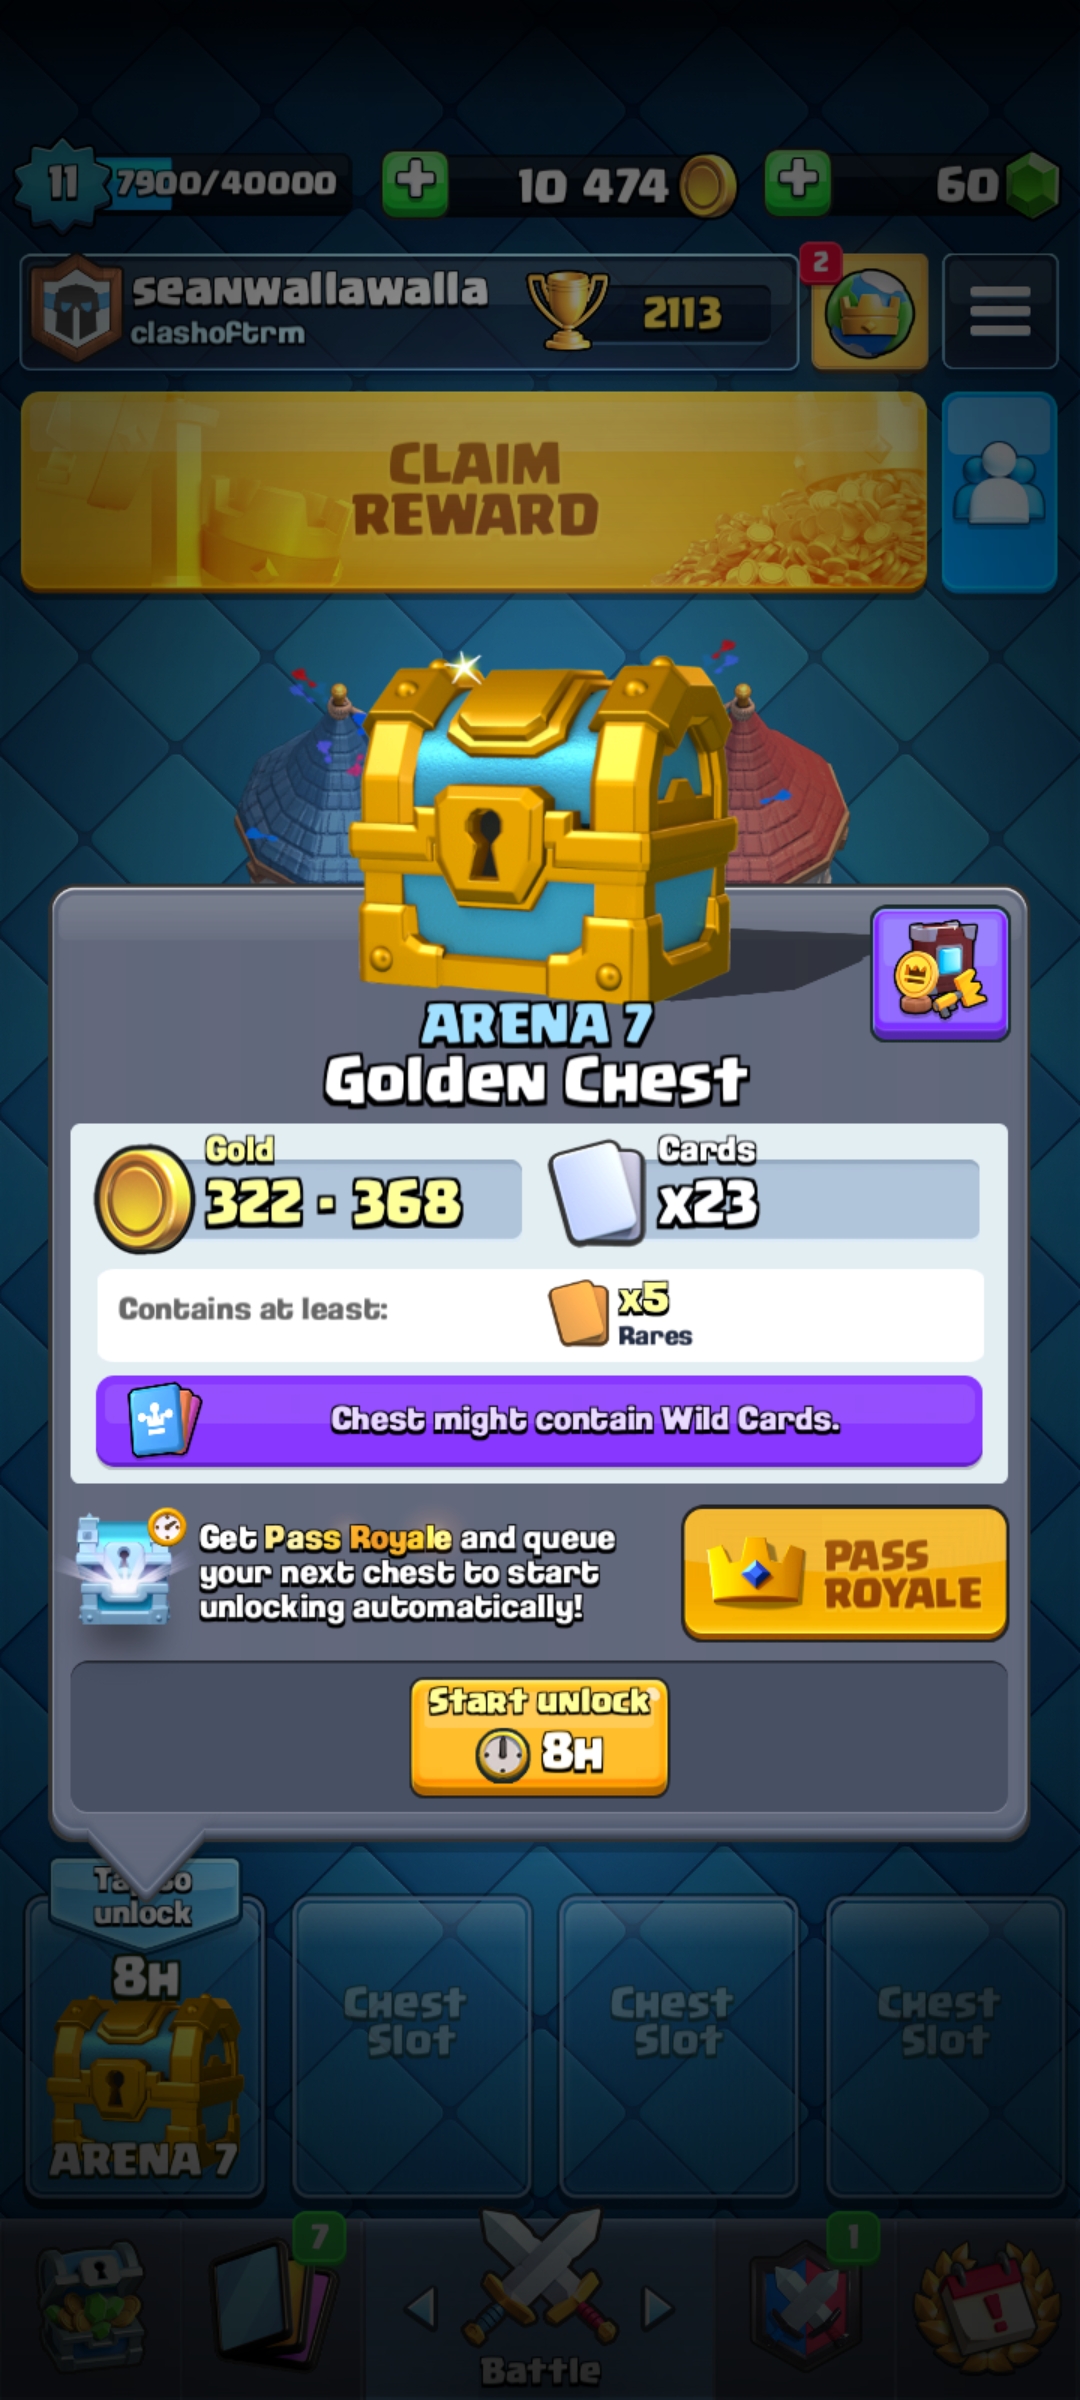 11
7900/40000
10 474
60
seanwallawalla
clashoftrm
2113
2
CLAIM
REWARD
ARENA 7
Golden Chest
Gold
322 - 368
Cards
x23
Contains at least:
x5
Rares
Chest might contain Wild Cards.
Get Pass Royale and queue
your next chest to start
unlocking automatically!
PASS
ROYALE
Start unlock
8H
unlock
8H
ARENA 7
Chest
Slot
Chest
Slot
Chest
Slot
7
1
Battle